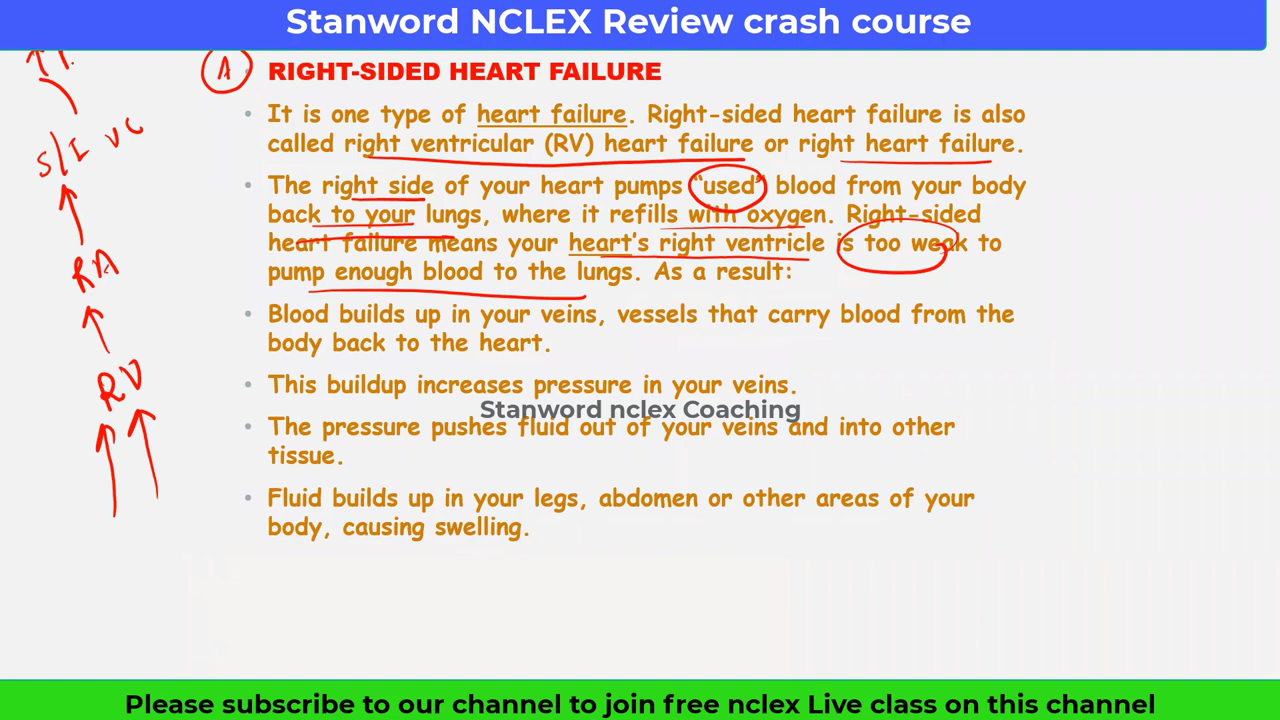 Stanword NCLEX Review crash course
A
RIGHT-SIDED HEART FAILURE
• It is one type of heart failure. Right-sided heart failure is also
called right ventricular (RV) heart failure or right heart failure.
• The right side of your heart pumps “used” blood from your body
back to your lungs, where it refills with oxygen. Right-sided
heart failure means your heart's right ventricle is too weak to
pump enough blood to the lungs. As a result:
• Blood builds up in your veins, vessels that carry blood from the
body back to the heart.
• This buildup increases pressure in your veins.
Stanword nclex Coaching
• The pressure pushes fluid out of your veins and into other
tissue.
• Fluid builds up in your legs, abdomen or other areas of your
body, causing swelling.
S/I VC
RA
RV
Please subscribe to our channel to join free nclex Live class on this channel